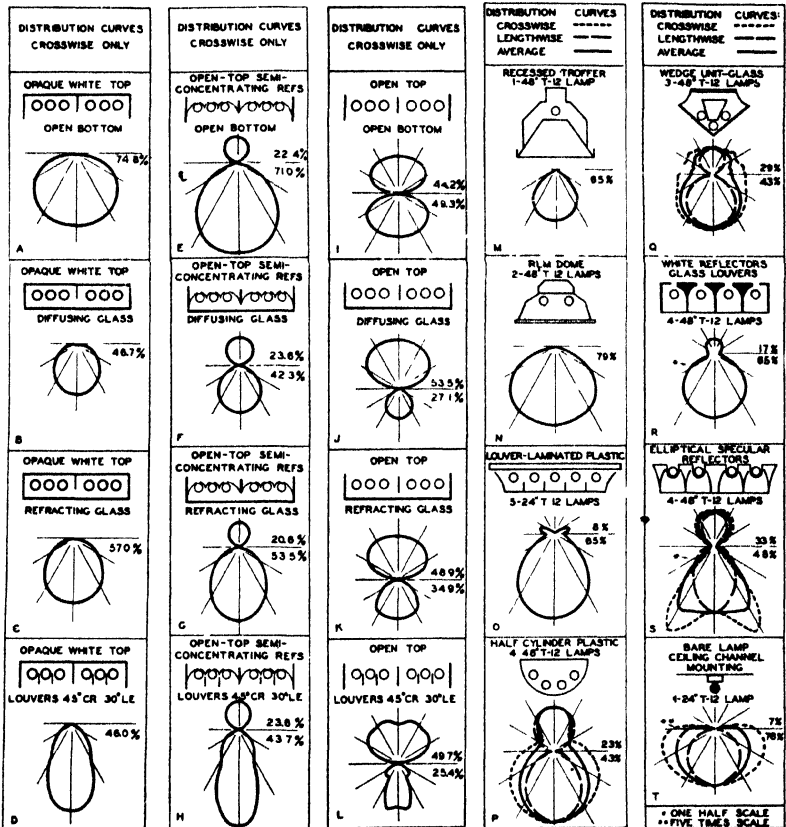 DISTRIBUTION CURVES
CROSSWISE ONLY
OPAQUE WHITE TOP
OPEN BOTTOM
74.8%
A
OPAQUE WHITE TOP
DIFFUSING GLASS
46.7%
B
OPAQUE WHITE TOP
REFRACTING GLASS
57.0%
C
OPAQUE WHITE TOP
LOUVERS 45°CR 30°LE
46.0%
D
DISTRIBUTION CURVES
CROSSWISE ONLY
OPEN-TOP SEMI-
CONCENTRATING REFS
OPEN BOTTOM
22.4%
71.0%
E
OPEN-TOP SEMI-
CONCENTRATING REFS
DIFFUSING GLASS
23.6%
42.3%
F
OPEN-TOP SEMI-
CONCENTRATING REFS
REFRACTING GLASS
20.6%
53.5%
G
OPEN-TOP SEMI-
CONCENTRATING REFS
LOUVERS 45°CR 30°LE
23.8%
43.7%
H
DISTRIBUTION CURVES
CROSSWISE ONLY
OPEN TOP
OPEN BOTTOM
44.2%
49.3%
I
OPEN TOP
DIFFUSING GLASS
53.5%
27.1%
J
OPEN TOP
REFRACTING GLASS
48.9%
34.9%
K
OPEN TOP
LOUVERS 45°CR 30°LE
49.7%
25.4%
L
DISTRIBUTION CURVES
CROSSWISE
LENGTHWISE
AVERAGE
RECESSED TROFFER
1-48" T-12 LAMP
65%
M
RLM DOME
2-48" T 12 LAMPS
79%
N
LOUVER-LAMINATED PLASTIC
5-24" T 12 LAMPS
8%
65%
O
HALF CYLINDER PLASTIC
4 48" T-12 LAMPS
23%
43%
P
DISTRIBUTION CURVES:
CROSSWISE
LENGTHWISE
AVERAGE
WEDGE UNIT-GLASS
3-48" T-12 LAMPS
29%
43%
Q
WHITE REFLECTORS
GLASS LOUVERS
4-48" T-12 LAMPS
17%
65%
R
ELLIPTICAL SPECULAR
REFLECTORS
4-48" T-12 LAMPS
33%
48%
S
BARE LAMP
CEILING CHANNEL
MOUNTING
1-24" T-12 LAMP
7%
78%
T
* ONE HALF SCALE
** FIVE TIMES SCALE